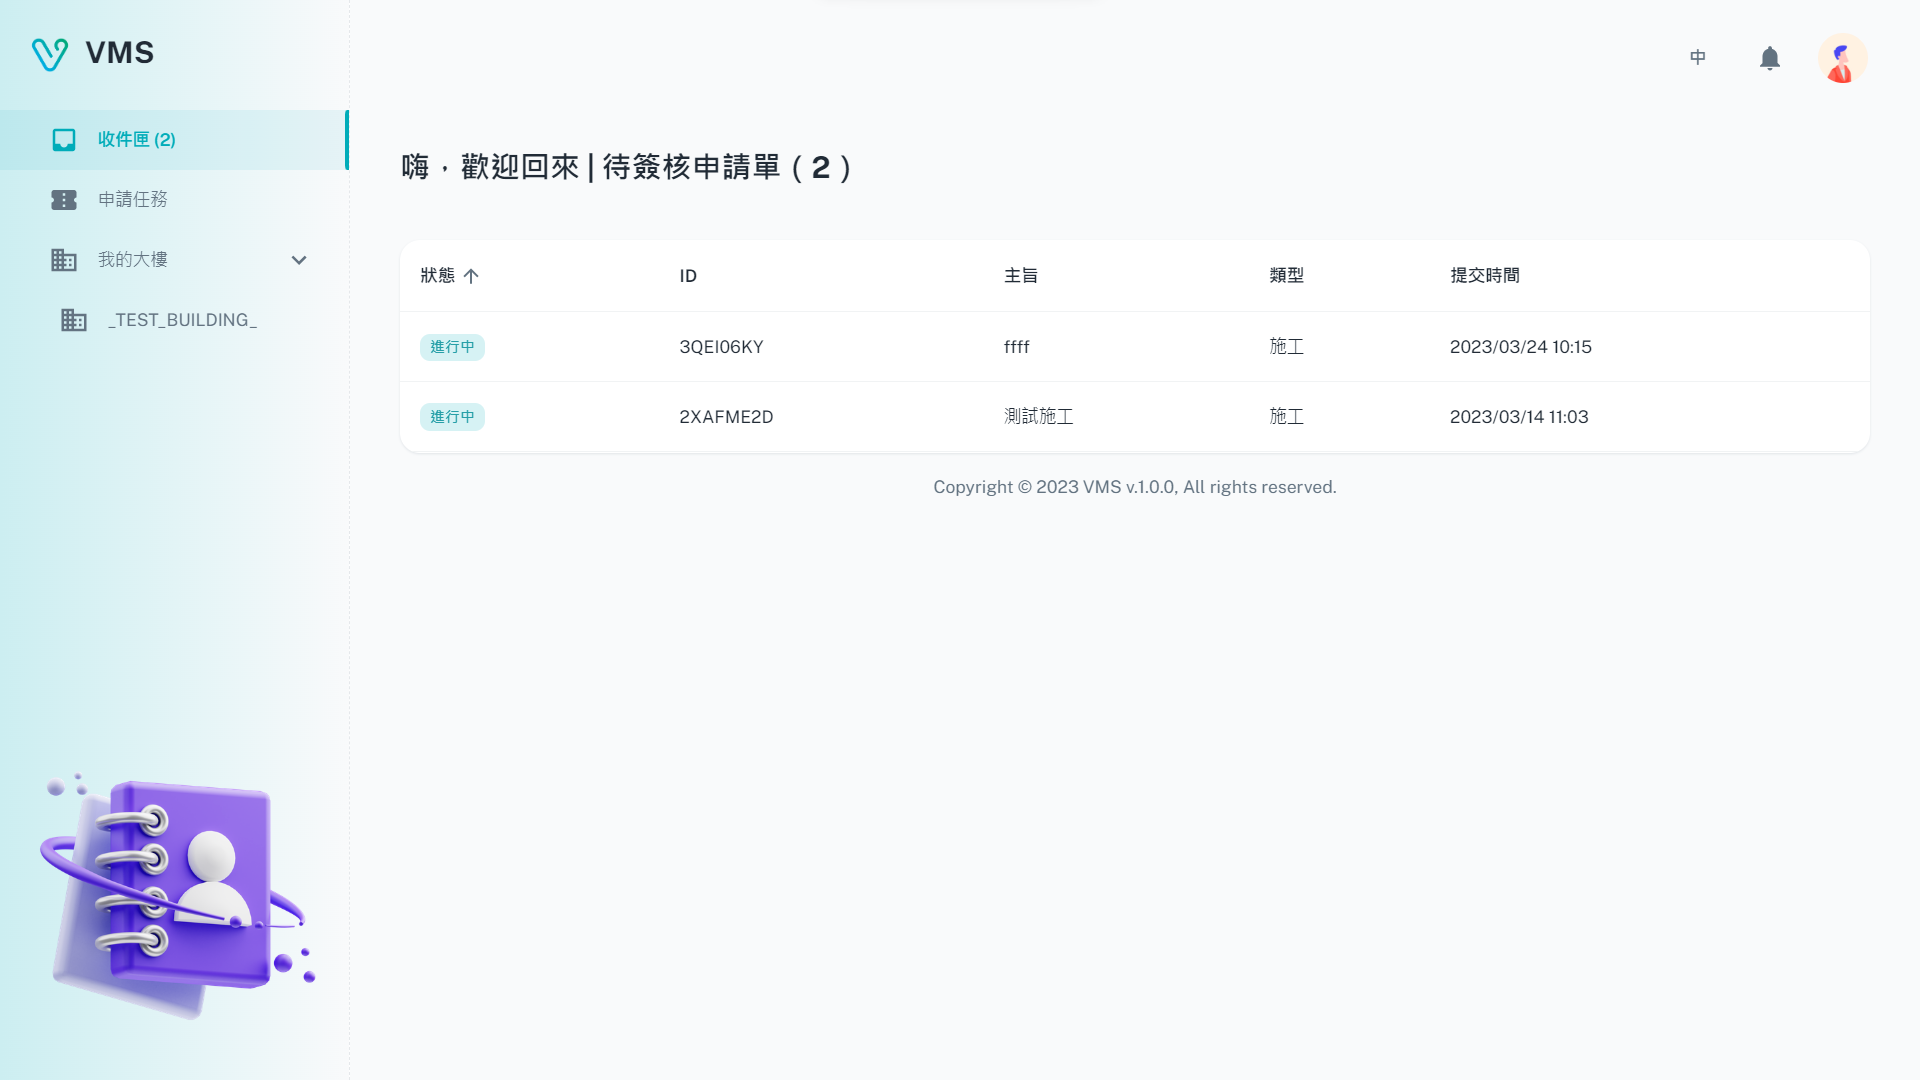 VMS
中
收件匣 (2)
申請任務
我的大樓
_TEST_BUILDING_
嗨，歡迎回來 | 待簽核申請單 ( 2 )
狀態 ID 主旨 類型 提交時間
進行中 3QEI06KY ffff 施工 2023/03/24 10:15
進行中 2XAFME2D 測試施工 施工 2023/03/14 11:03
Copyright © 2023 VMS v.1.0.0, All rights reserved.